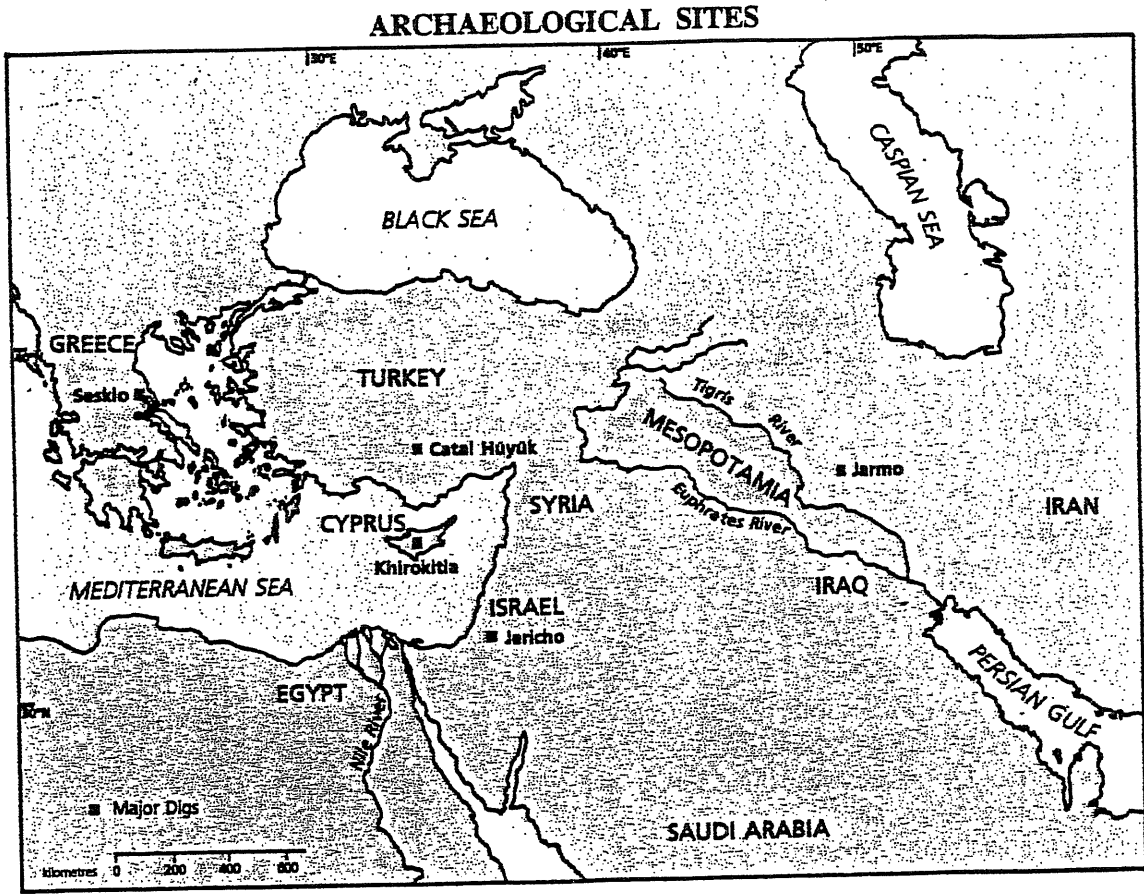 ARCHAEOLOGICAL SITES
30°E
40°E
50°E
CASPIAN SEA
BLACK SEA
GREECE
TURKEY
Tigris River
Sesklo
MESOPOTAMIA
Catal Hüyük
Jarmo
SYRIA
IRAN
CYPRUS
Euphrates River
Khirokitia
MEDITERRANEAN SEA
IRAQ
ISRAEL
Jericho
PERSIAN GULF
EGYPT
30°N
Nile River
Major Digs
SAUDI ARABIA
kilometres 0 200 400 600